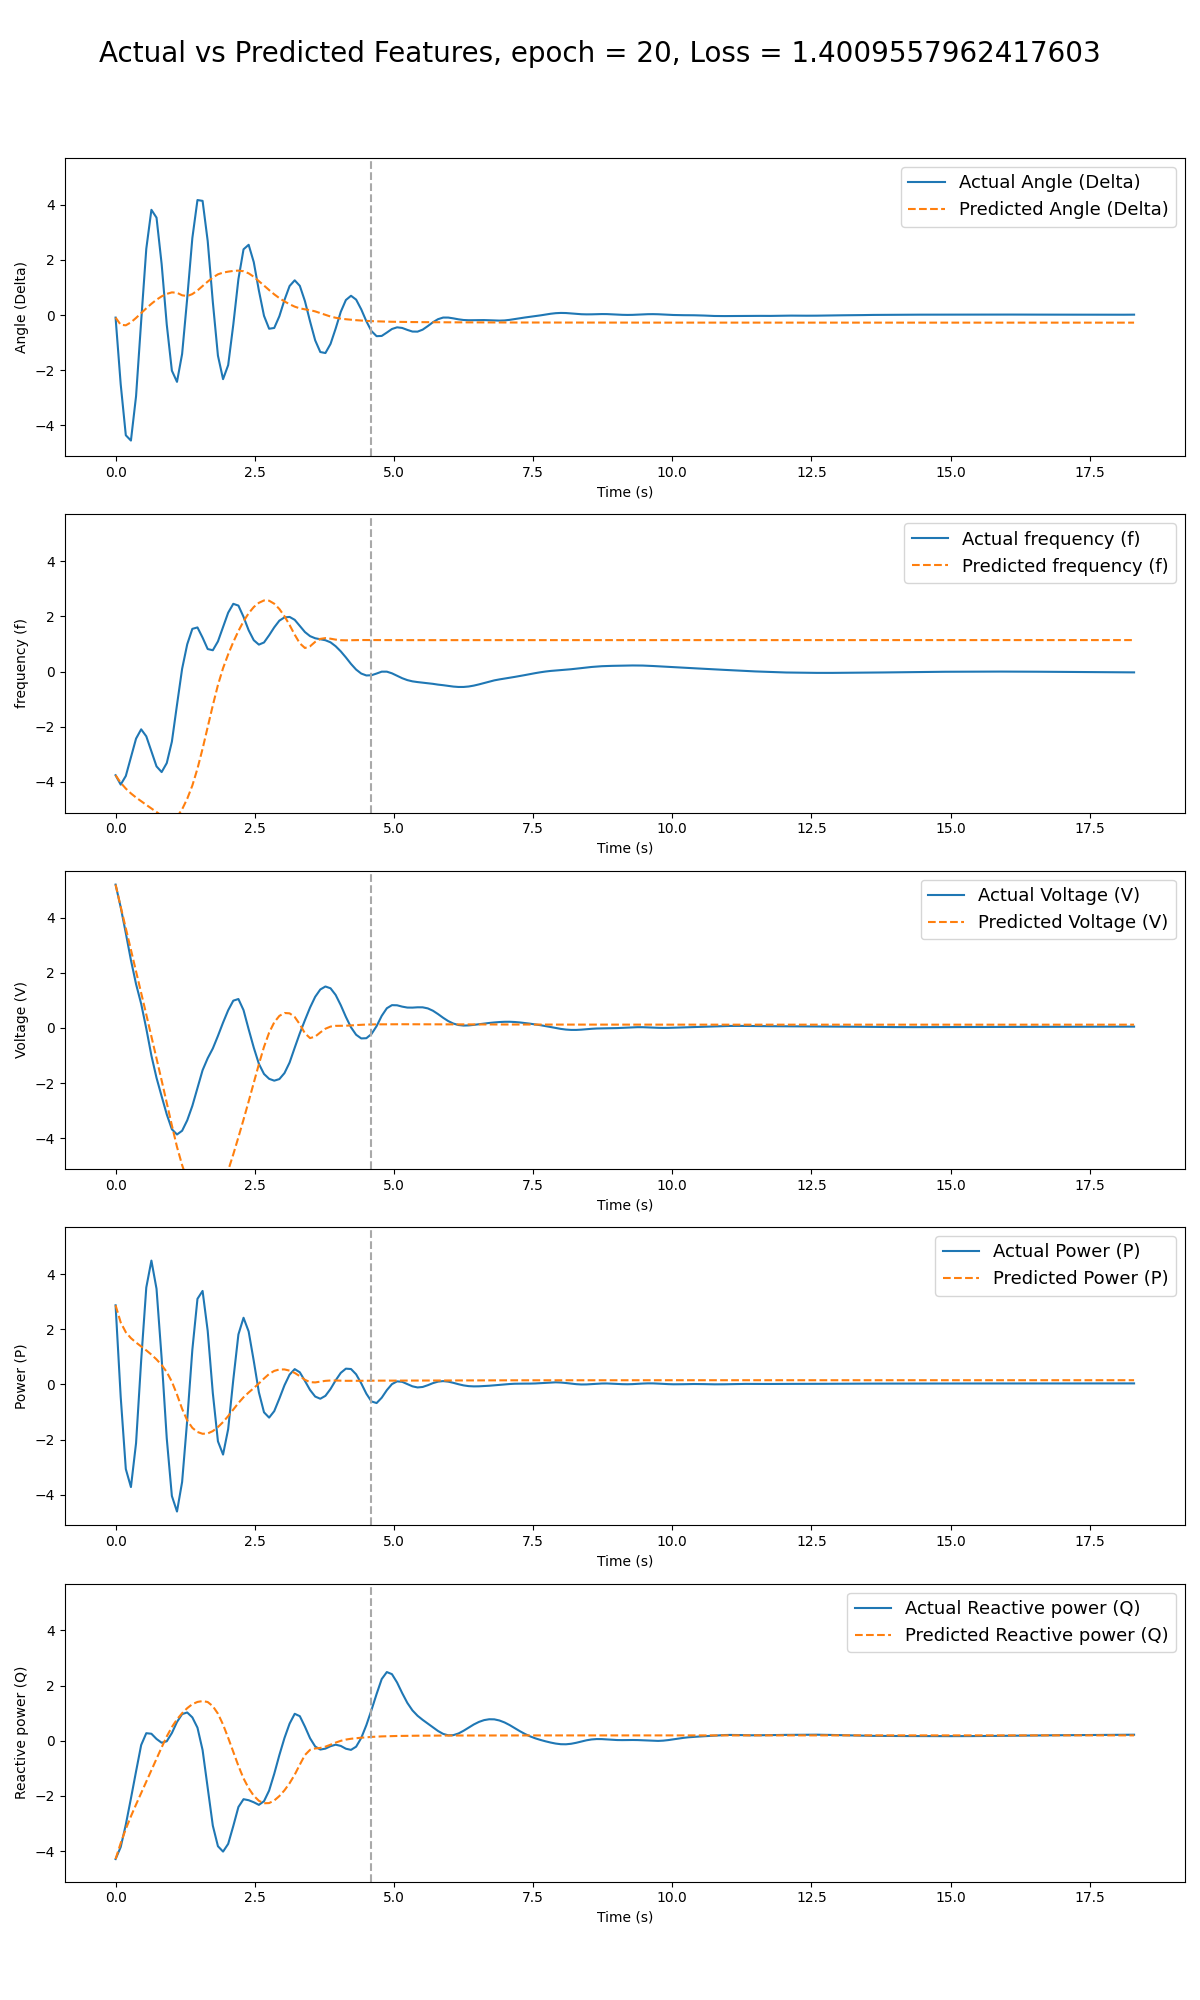 Actual vs Predicted Features, epoch = 20, Loss = 1.4009557962417603
Actual Angle (Delta)
Predicted Angle (Delta)
Angle (Delta)
4
2
0
−2
−4
0.0 2.5 5.0 7.5 10.0 12.5 15.0 17.5
Time (s)
Actual frequency (f)
Predicted frequency (f)
frequency (f)
4
2
0
−2
−4
0.0 2.5 5.0 7.5 10.0 12.5 15.0 17.5
Time (s)
Actual Voltage (V)
Predicted Voltage (V)
Voltage (V)
4
2
0
−2
−4
0.0 2.5 5.0 7.5 10.0 12.5 15.0 17.5
Time (s)
Actual Power (P)
Predicted Power (P)
Power (P)
4
2
0
−2
−4
0.0 2.5 5.0 7.5 10.0 12.5 15.0 17.5
Time (s)
Actual Reactive power (Q)
Predicted Reactive power (Q)
Reactive power (Q)
4
2
0
−2
−4
0.0 2.5 5.0 7.5 10.0 12.5 15.0 17.5
Time (s)